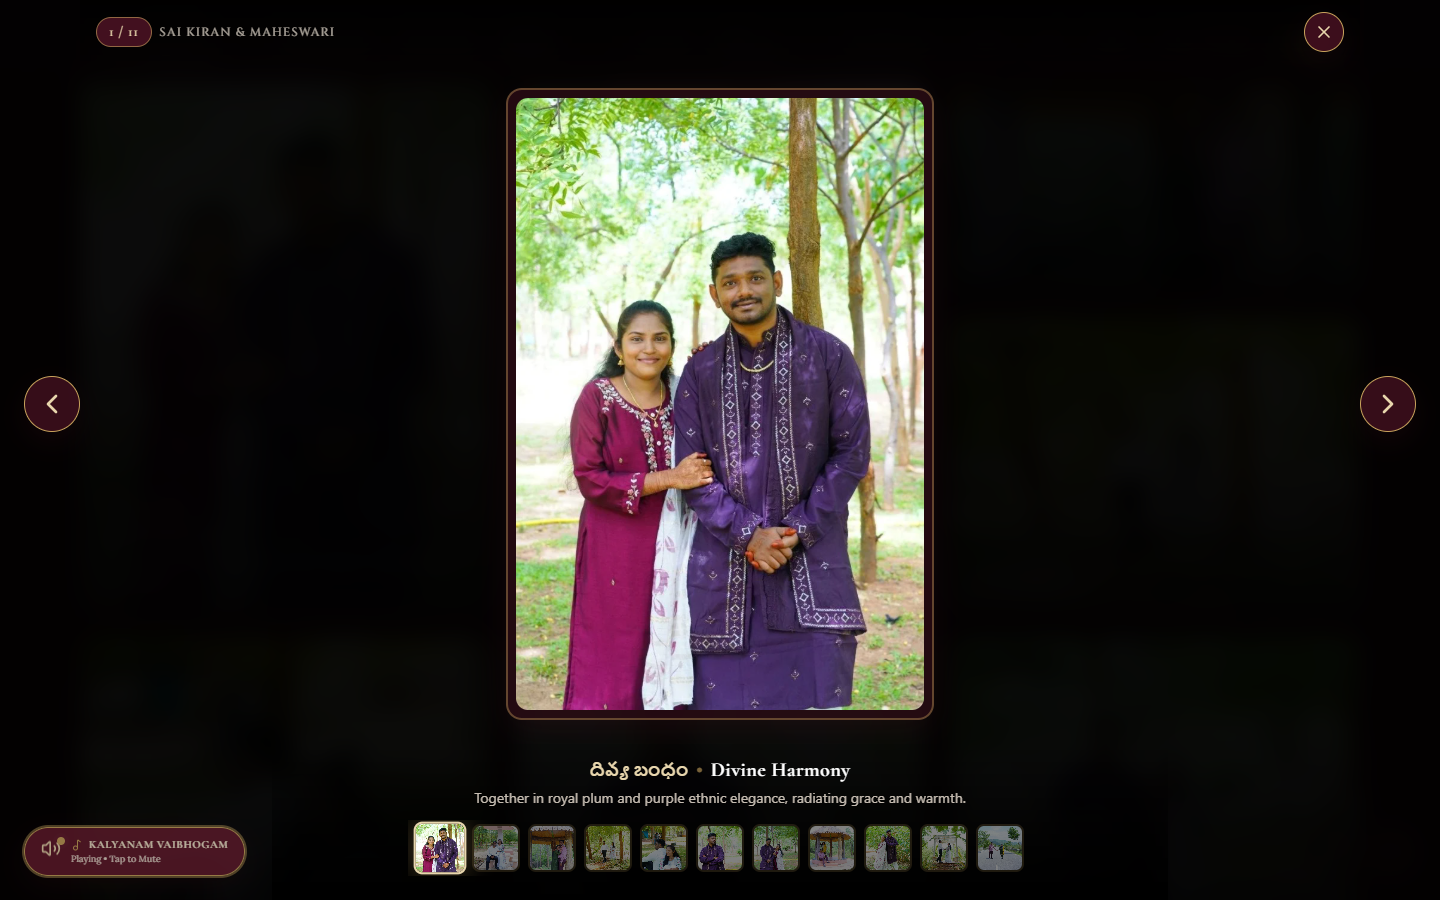 1 / 11
SAI KIRAN & MAHESWARI
దివ్య బంధం • Divine Harmony
Together in royal plum and purple ethnic elegance, radiating grace and warmth.
KALYANAM VAIBHOGAM
Playing • Tap to Mute